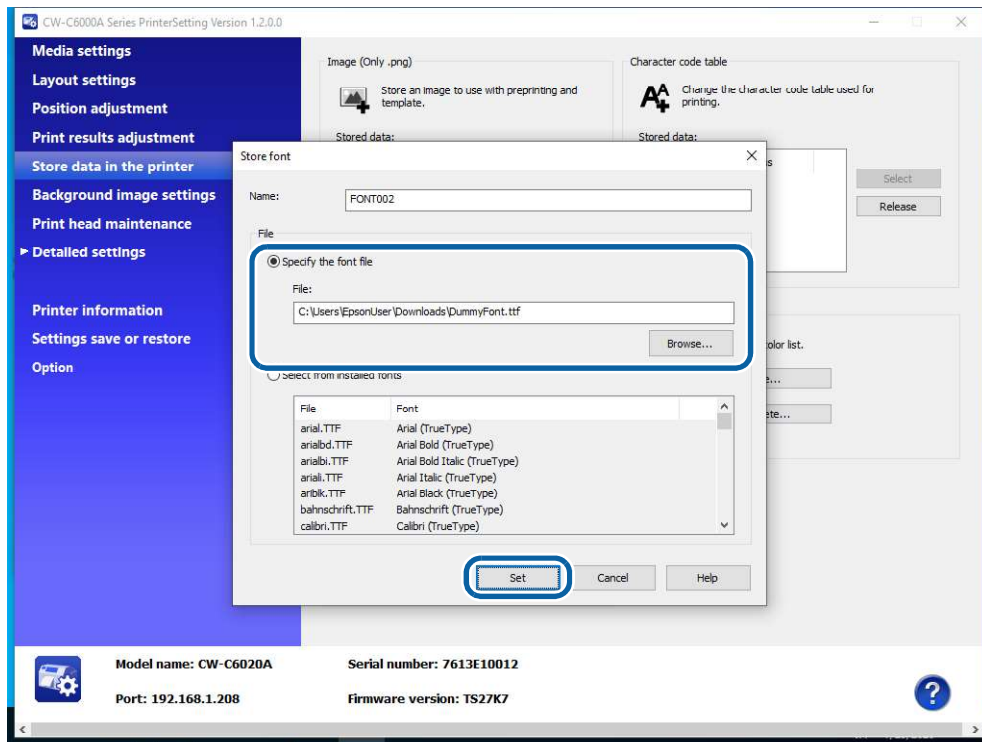 CW-C6000A Series PrinterSetting Version 1.2.0.0
Media settings
Layout settings
Position adjustment
Print results adjustment
Store data in the printer
Background image settings
Print head maintenance
Detailed settings
Printer information
Settings save or restore
Option
Image (Only .png)
Store an image to use with preprinting and
template.
Stored data:
Character code table
Change the character code table used for
printing.
Stored data:
s
Select
Release
olor list.
e...
ete...
Store font
Name:
FONT002
File
Specify the font file
File:
C:\Users\EpsonUser\Downloads\DummyFont.ttf
Browse...
Select from installed fonts
File Font
arial.TTF Arial (TrueType)
arialbd.TTF Arial Bold (TrueType)
arialbi.TTF Arial Bold Italic (TrueType)
ariali.TTF Arial Italic (TrueType)
ariblk.TTF Arial Black (TrueType)
bahnschrift.TTF Bahnschrift (TrueType)
calibri.TTF Calibri (TrueType)
Set Cancel Help
Model name: CW-C6020A Serial number: 7613E10012
Port: 192.168.1.208 Firmware version: TS27K7
?